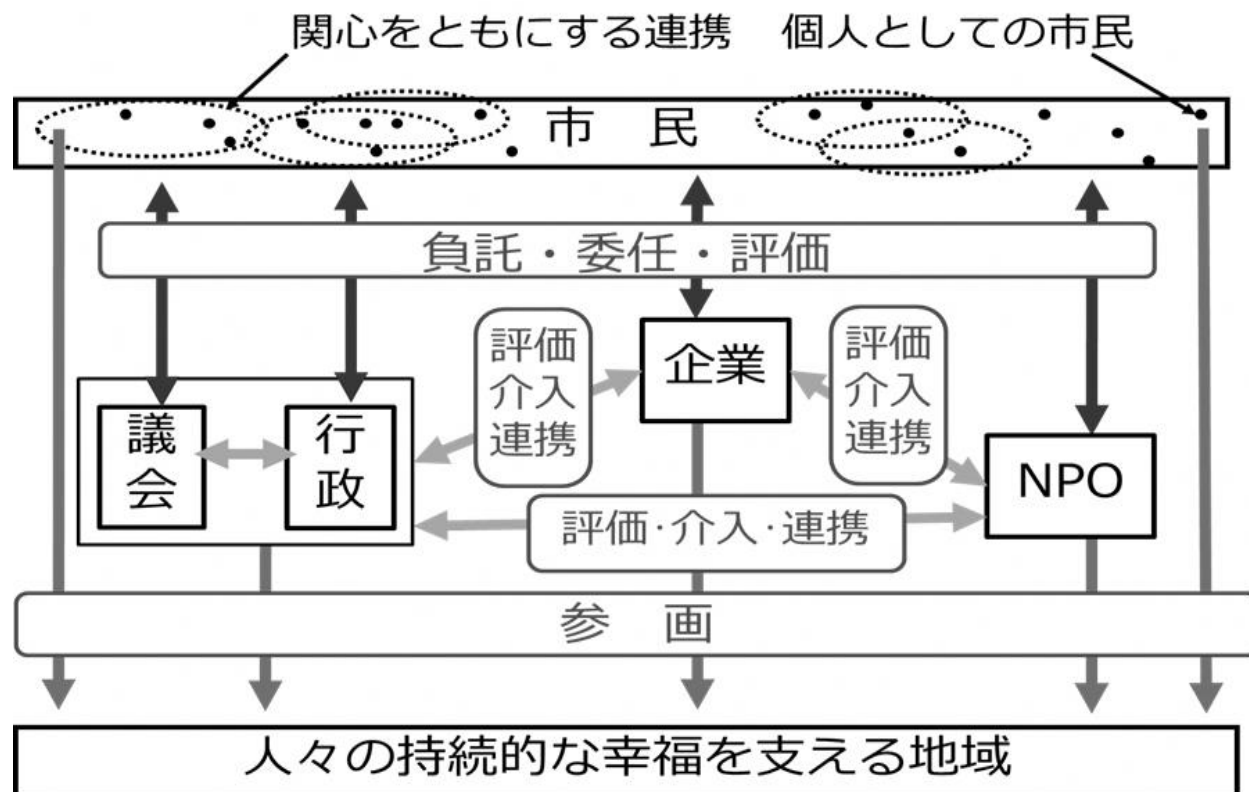 関心をともにする連携
個人としての市民
市 民
負託・委任・評価
評価
介入
連携
企業
評価
介入
連携
議会
行政
NPO
評価・介入・連携
参 画
人々の持続的な幸福を支える地域